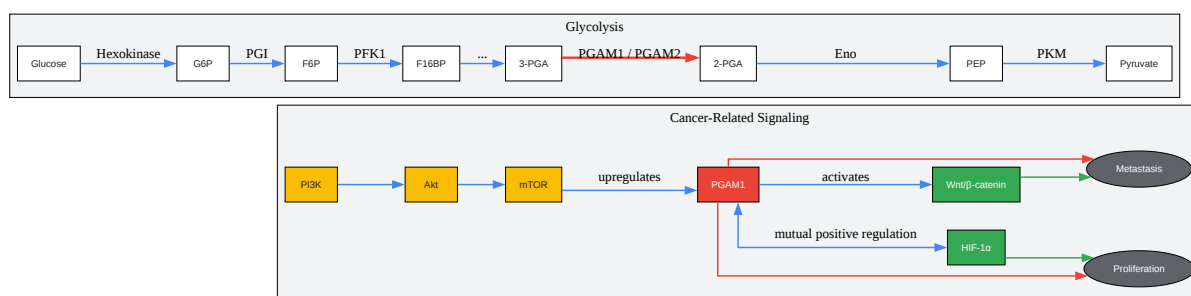 Glycolysis
Glucose
Hexokinase
G6P
PGI
F6P
PFK1
F16BP
...
3-PGA
PGAM1 / PGAM2
2-PGA
Eno
PEP
PKM
Pyruvate
Cancer-Related Signaling
PI3K
Akt
mTOR
upregulates
PGAM1
activates
Wnt/β-catenin
Metastasis
mutual positive regulation
HIF-1α
Proliferation